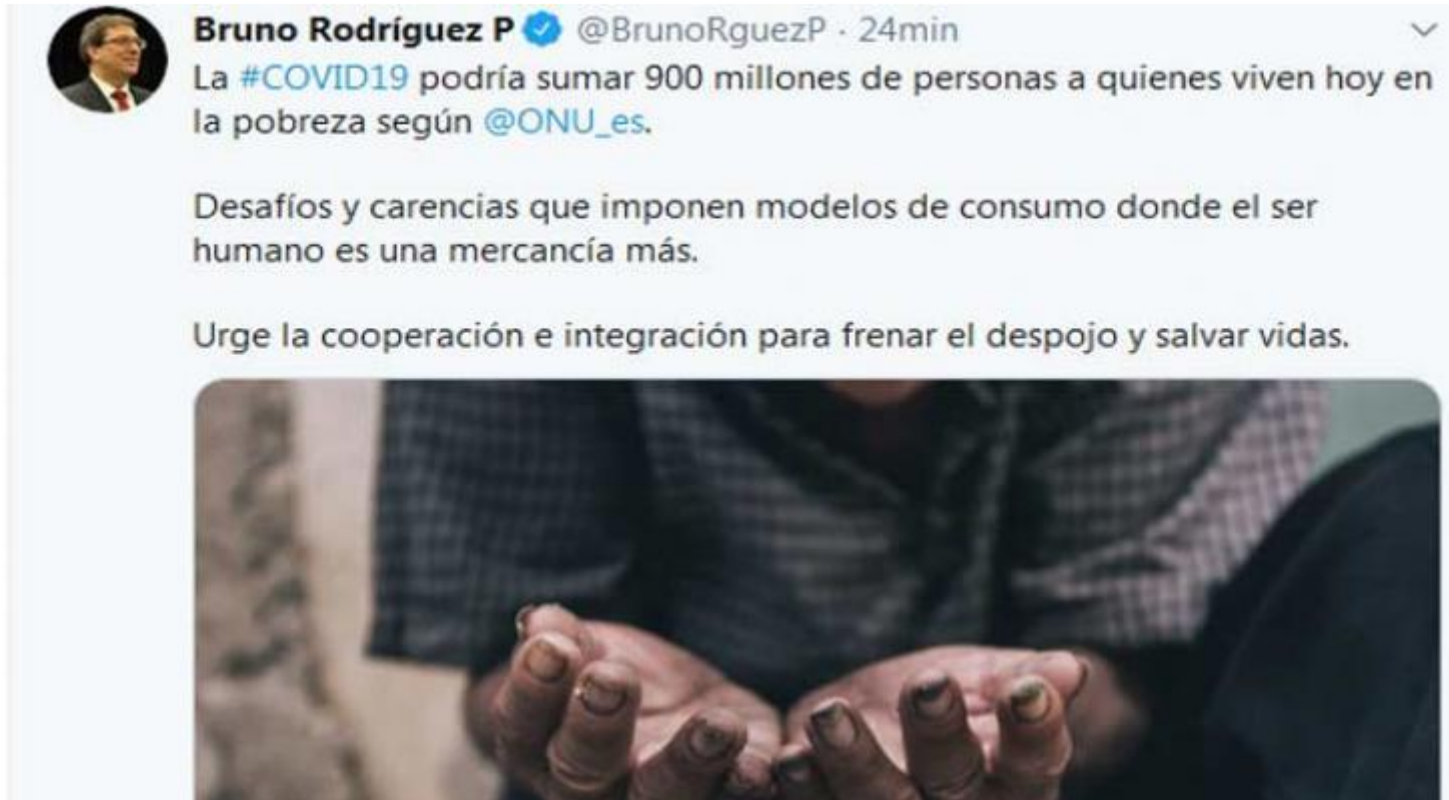 Bruno Rodríguez P @BrunoRguezP · 24min
La #COVID19 podría sumar 900 millones de personas a quienes viven hoy en
la pobreza según @ONU_es.
Desafíos y carencias que imponen modelos de consumo donde el ser
humano es una mercancía más.
Urge la cooperación e integración para frenar el despojo y salvar vidas.